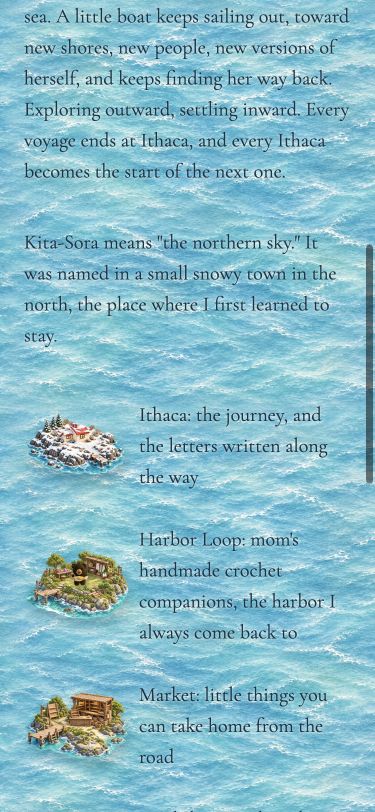 sea. A little boat keeps sailing out, toward
new shores, new people, new versions of
herself, and keeps finding her way back.
Exploring outward, settling inward. Every
voyage ends at Ithaca, and every Ithaca
becomes the start of the next one.
Kita-Sora means "the northern sky." It
was named in a small snowy town in the
north, the place where I first learned to
stay.
Ithaca: the journey, and
the letters written along
the way
Harbor Loop: mom's
handmade crochet
companions, the harbor I
always come back to
Market: little things you
can take home from the
road